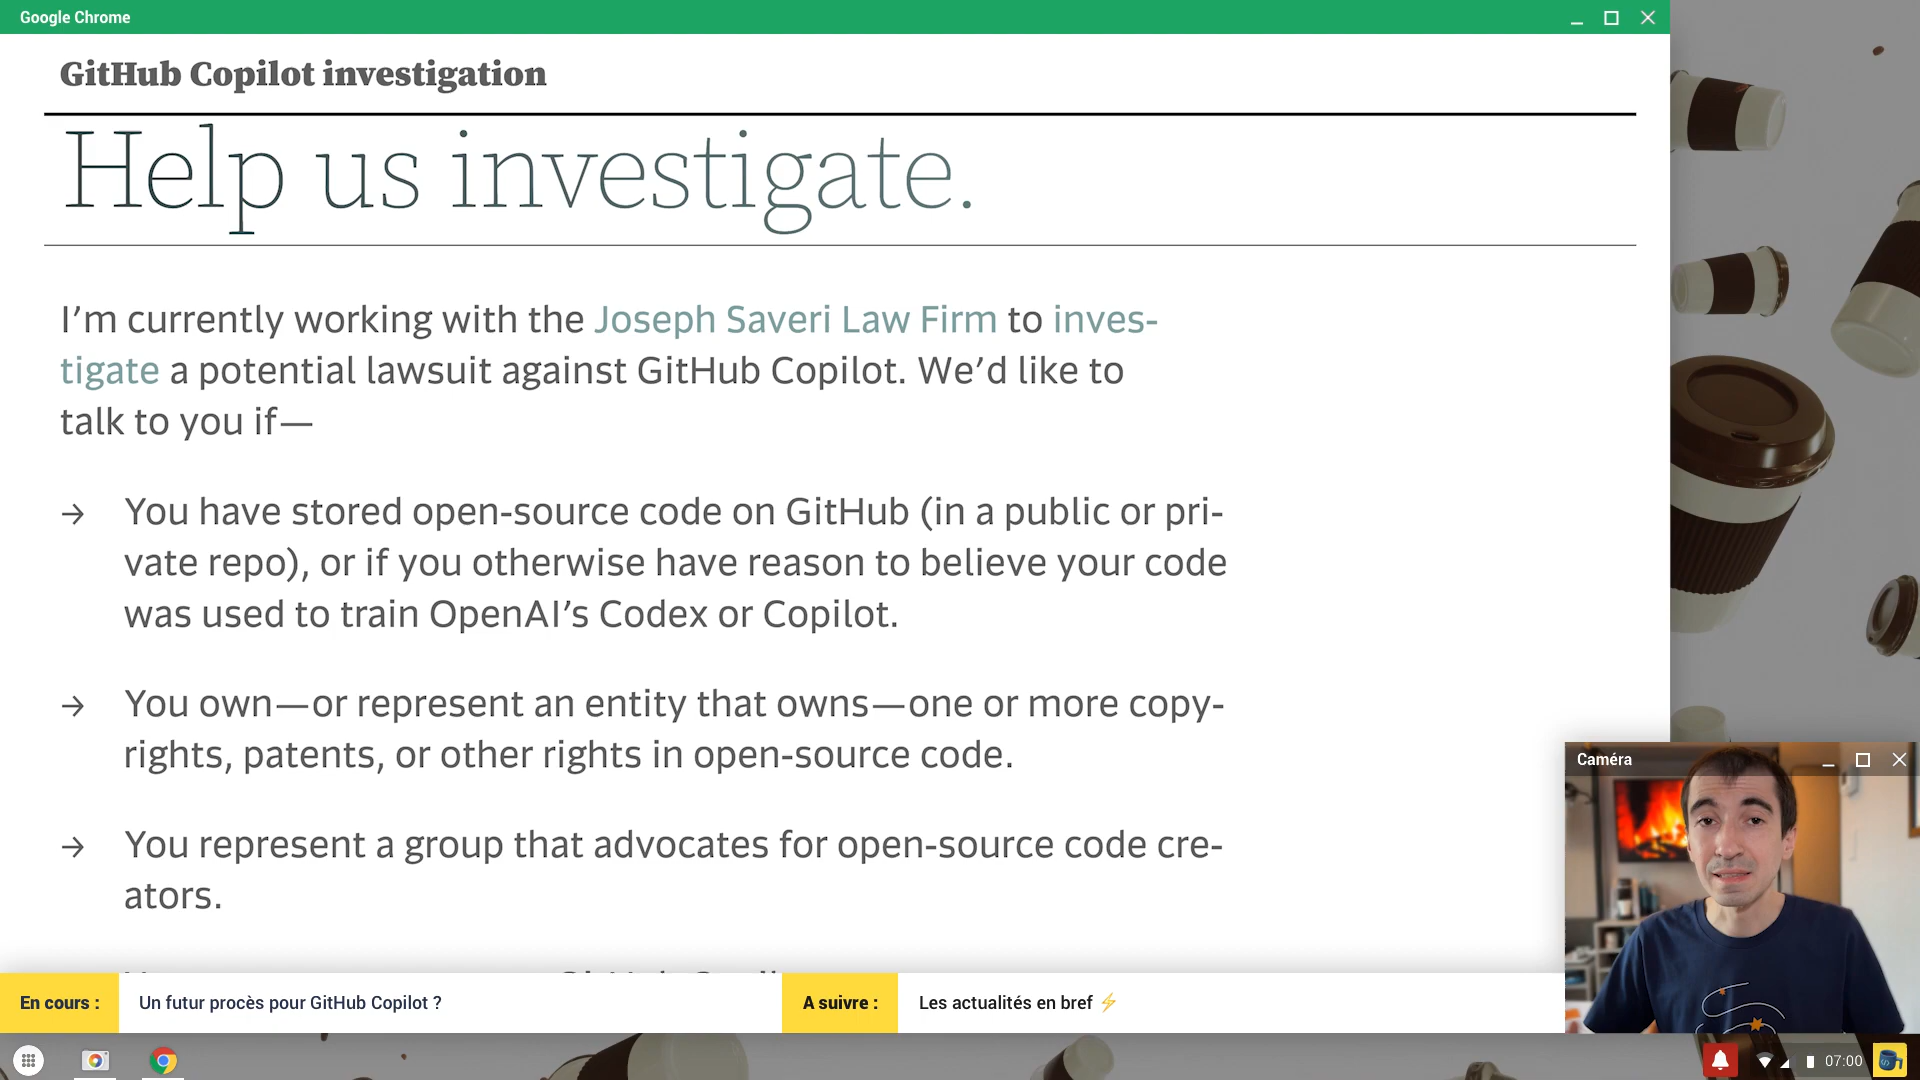 Google Chrome
GitHub Copilot investigation
Help us investigate.
I'm currently working with the Joseph Saveri Law Firm to inves-
tigate a potential lawsuit against GitHub Copilot. We'd like to
talk to you if—
→ You have stored open-source code on GitHub (in a public or pri-
vate repo), or if you otherwise have reason to believe your code
was used to train OpenAI's Codex or Copilot.
→ You own—or represent an entity that owns—one or more copy-
rights, patents, or other rights in open-source code.
→ You represent a group that advocates for open-source code cre-
ators.
Caméra
En cours : Un futur procès pour GitHub Copilot ? A suivre : Les actualités en bref ⚡
07:00